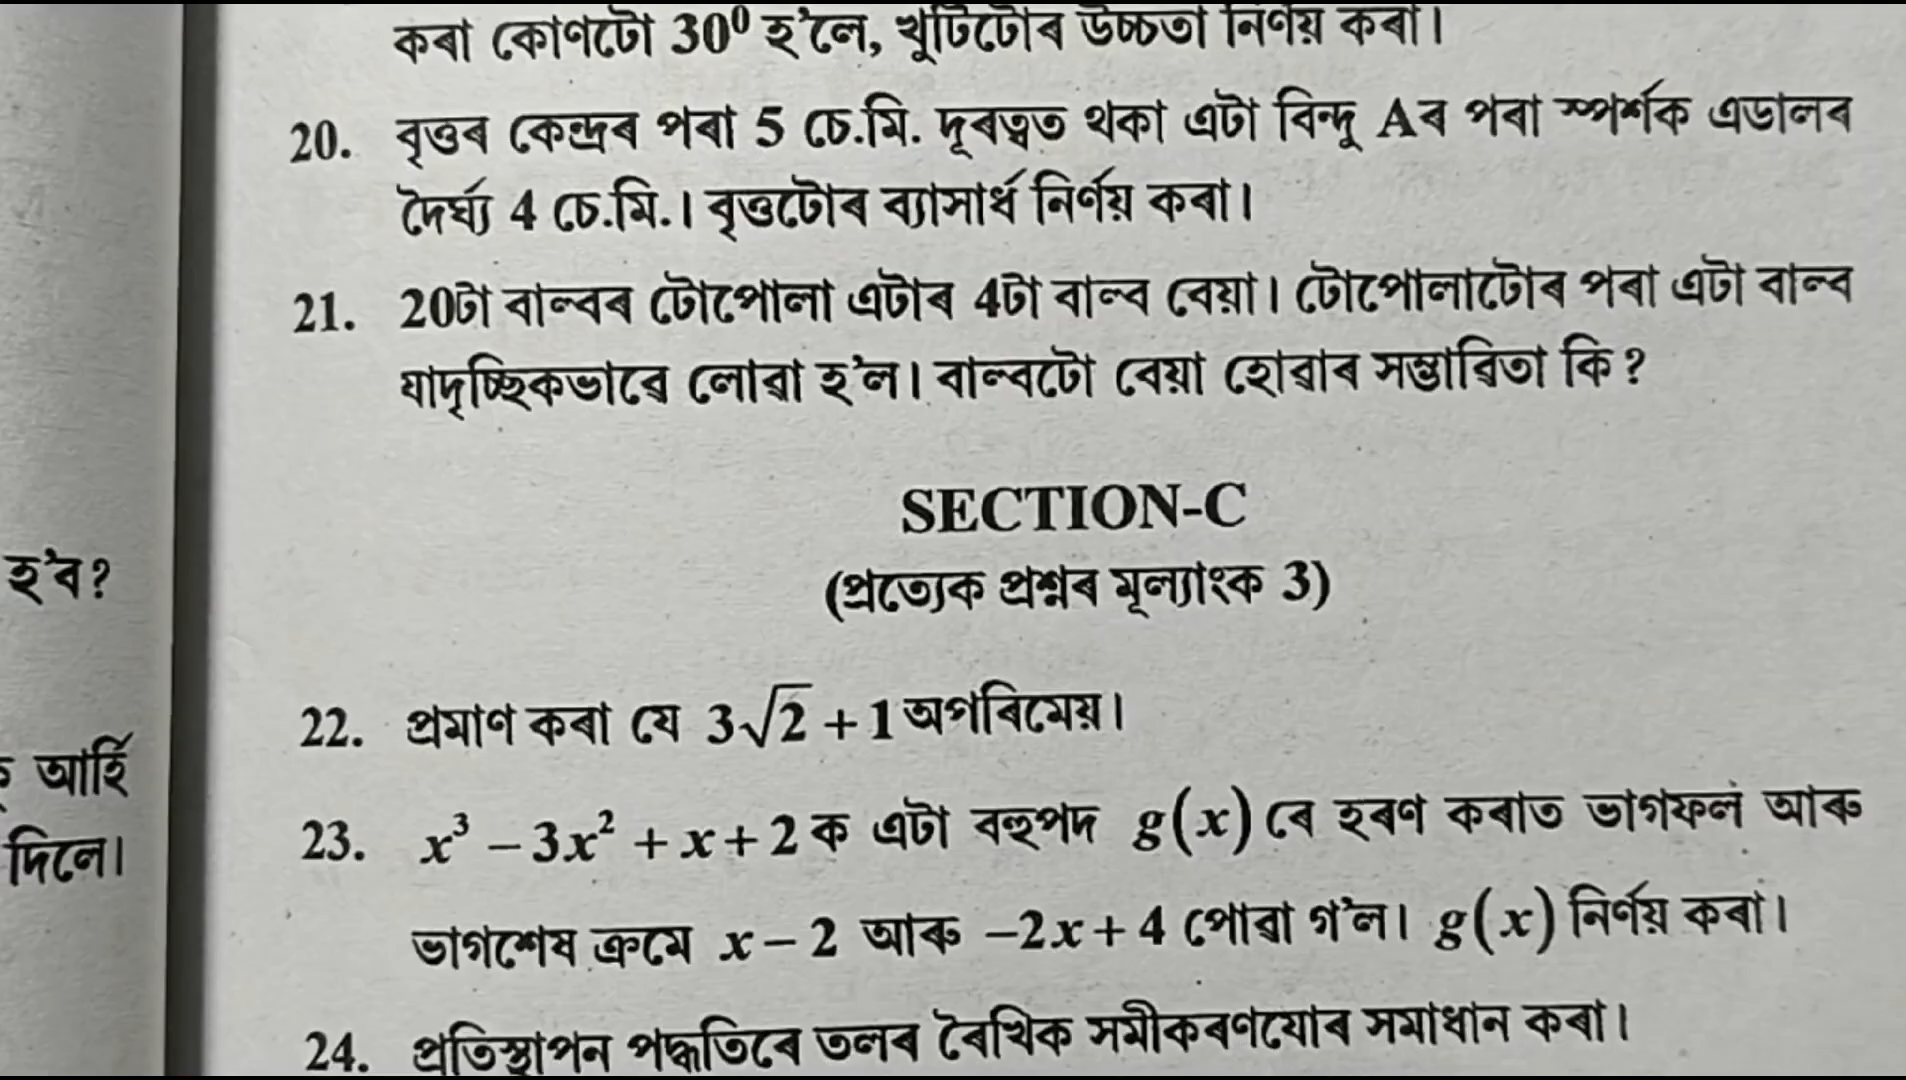 কৰা কোণটো 30⁰ হ'লে, খুটিটোৰ উচ্চতা নিৰ্ণয় কৰা।
20. বৃত্তৰ কেন্দ্ৰৰ পৰা 5 চে.মি. দূৰত্বত থকা এটা বিন্দু Aৰ পৰা স্পৰ্শক এডালৰ
দৈৰ্ঘ্য 4 চে.মি.। বৃত্তটোৰ ব্যাসাৰ্ধ নিৰ্ণয় কৰা।
21. 20টা বাল্বৰ টোপোলা এটাৰ 4টা বাল্ব বেয়া। টোপোলাটোৰ পৰা এটা বাল্ব
যাদৃচ্ছিকভাৱে লোৱা হ'ল। বাল্বটো বেয়া হোৱাৰ সম্ভাৱিতা কি?
SECTION-C
(প্ৰত্যেক প্ৰশ্নৰ মূল্যাংক 3)
হ'ব?
22. প্ৰমাণ কৰা যে 3√2 + 1 অপৰিমেয়।
আৰ্হি
23. x³ − 3x² + x + 2 ক এটা বহুপদ g(x) ৰে হৰণ কৰাত ভাগফল আৰু
দিলে।
ভাগশেষ ক্ৰমে x − 2 আৰু −2x + 4 পোৱা গ'ল। g(x) নিৰ্ণয় কৰা।
24. প্ৰতিস্থাপন পদ্ধতিৰে তলৰ ৰৈখিক সমীকৰণযোৰ সমাধান কৰা।